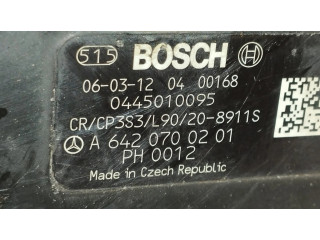 515 BOSCH
06-03-12 04 00168
0445010095
CR/CP3S3/L90/20-8911S
A 642 070 02 01
PH 0012
Made in Czech Republic